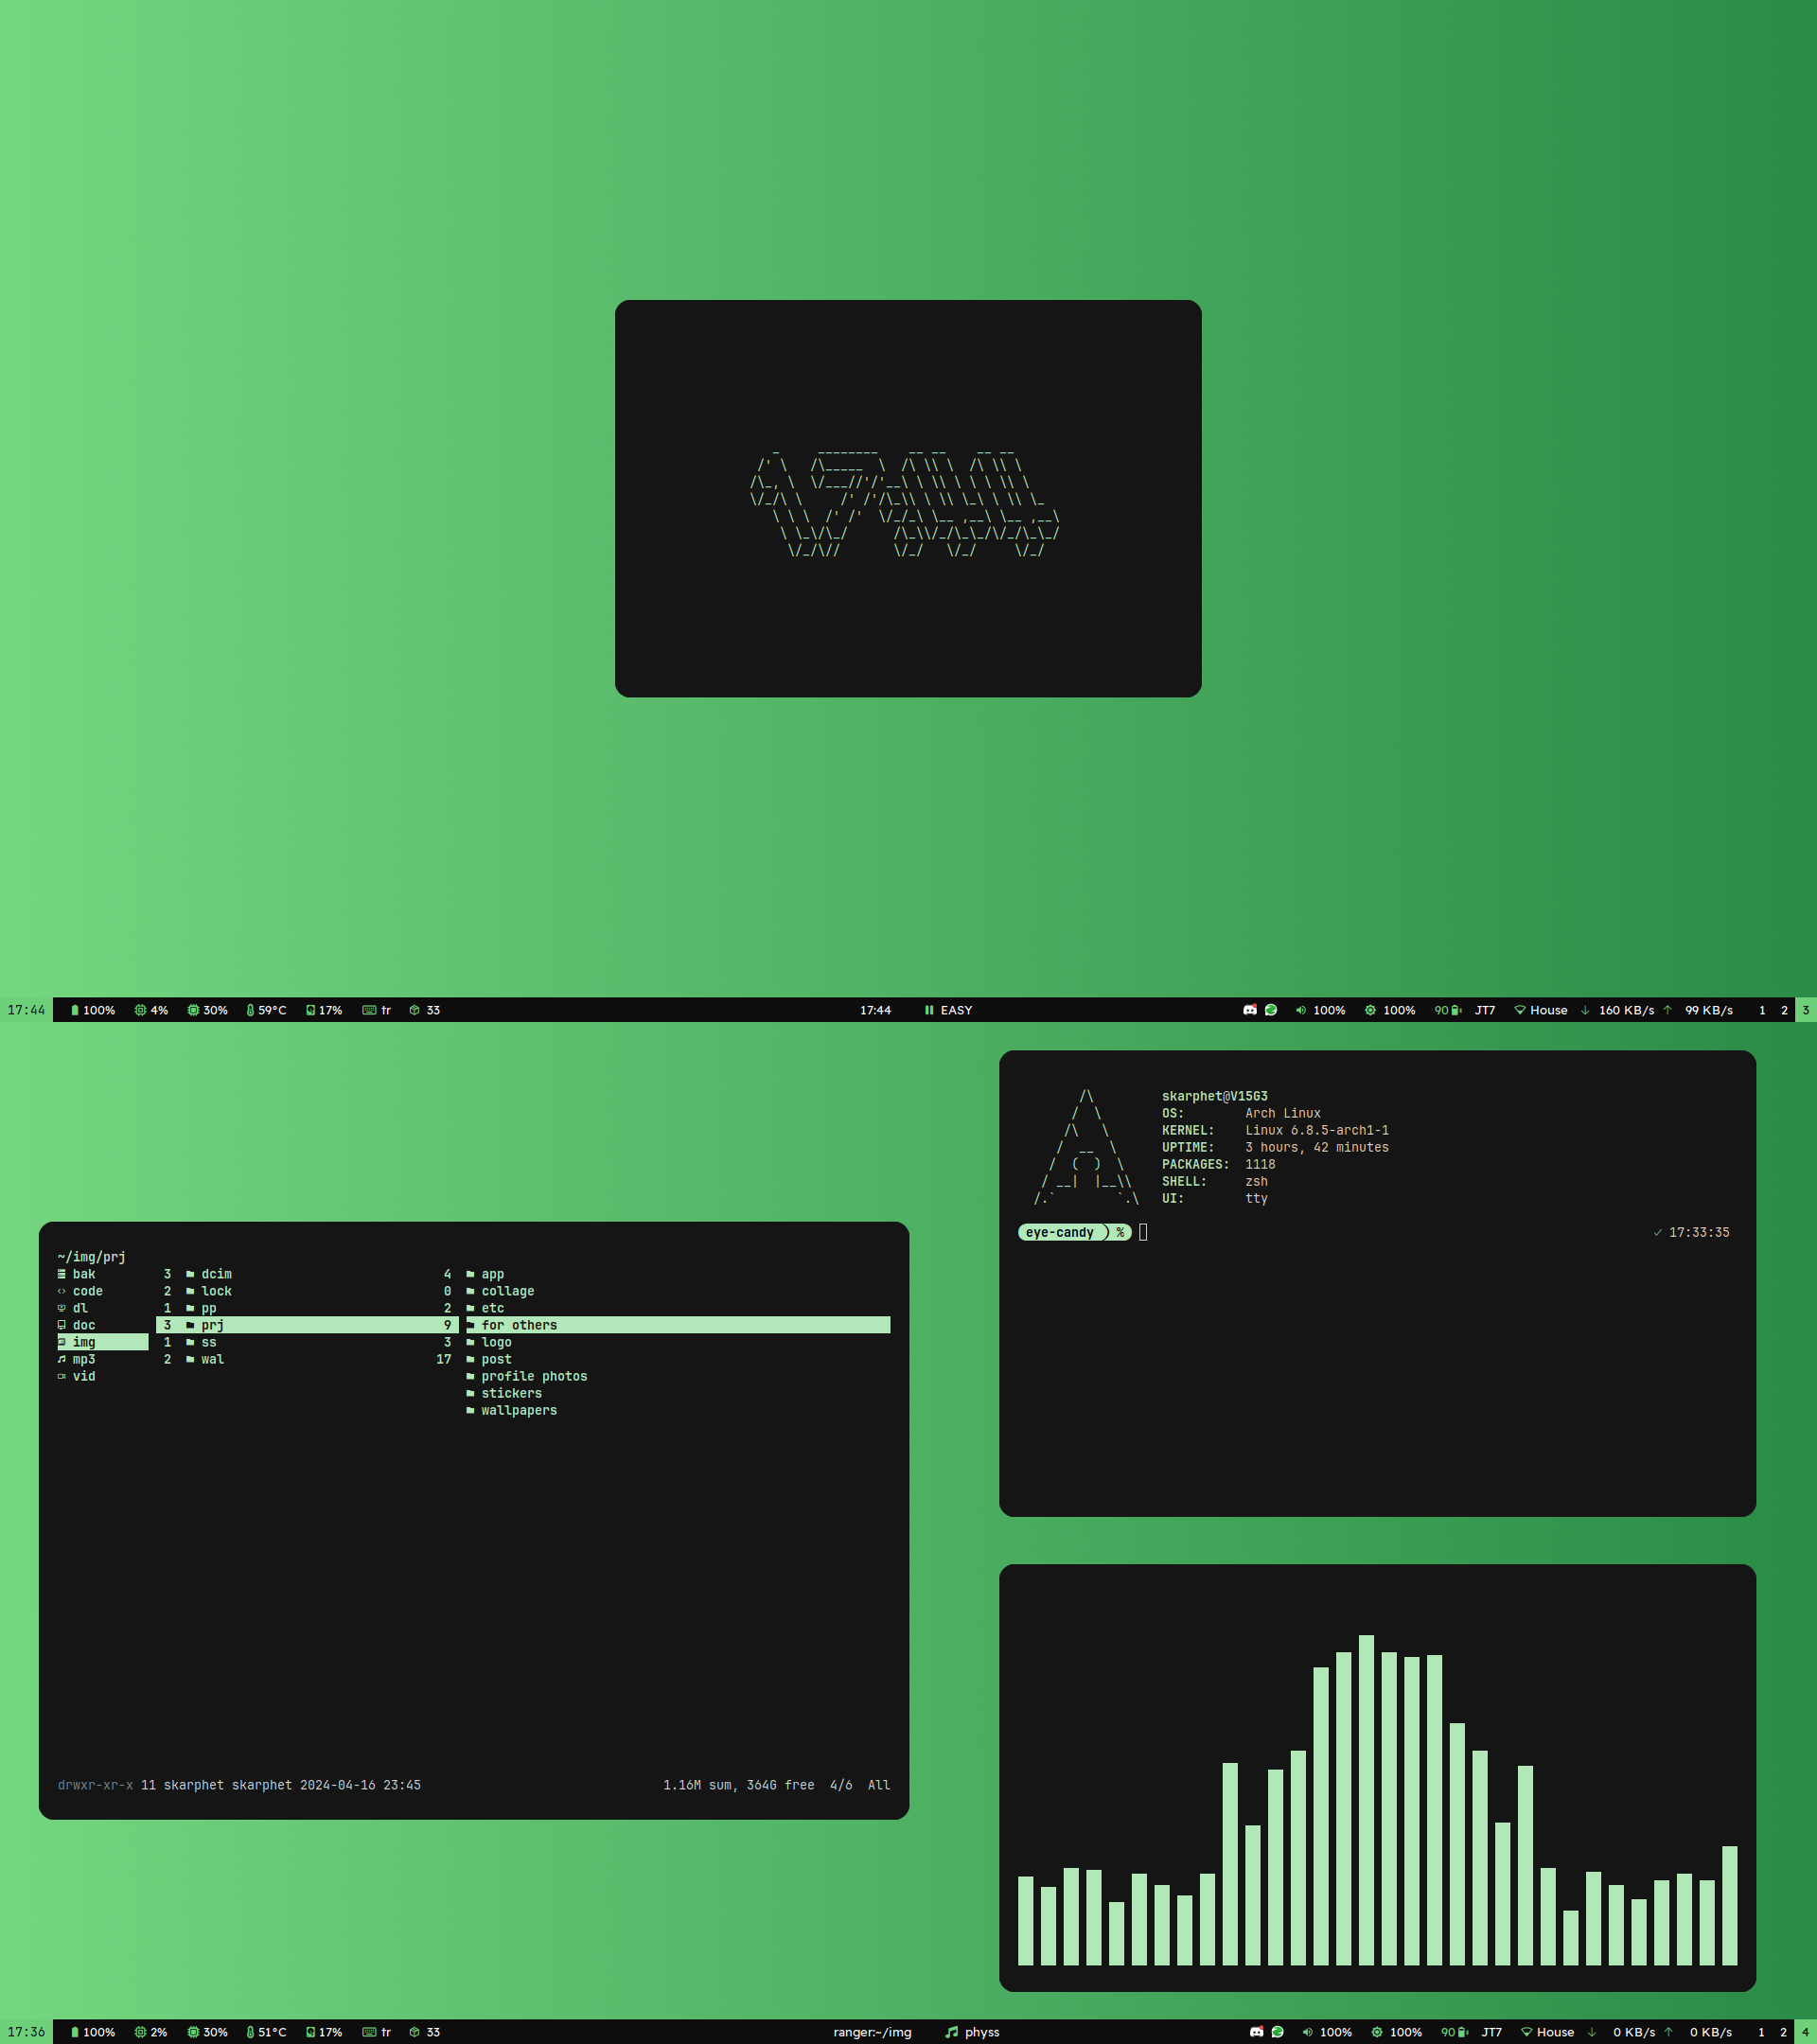 17:44 100% 4% 30% 59°C 17% tr 33 17:44 EASY 100% 100% 90 JT7 House ↓ 160 KB/s ↑ 99 KB/s 1 2 3
skarphet@V15G3
OS: Arch Linux
KERNEL: Linux 6.8.5-arch1-1
UPTIME: 3 hours, 42 minutes
PACKAGES: 1118
SHELL: zsh
UI: tty
eye-candy ) % ✓ 17:33:35
~/img/prj
bak 3 dcim 4 app
code 2 lock 0 collage
dl 1 pp 2 etc
doc 3 prj 9 for others
img 1 ss 3 logo
mp3 2 wal 17 post
vid profile photos
stickers
wallpapers
drwxr-xr-x 11 skarphet skarphet 2024-04-16 23:45 1.16M sum, 364G free 4/6 All
17:36 100% 2% 30% 51°C 17% tr 33 ranger:~/img physs 100% 100% 90 JT7 House ↓ 0 KB/s ↑ 0 KB/s 1 2 4